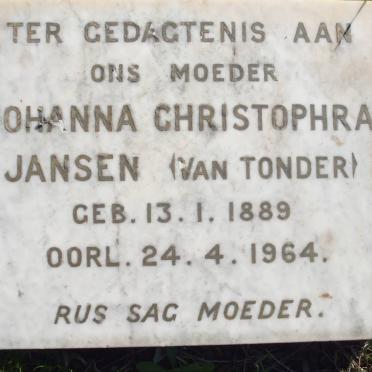 TER GEDAGTENIS AAN
ONS MOEDER
OHANNA CHRISTOPHRA
JANSEN (VAN TONDER)
GEB. 13. 1. 1889
OORL. 24. 4. 1964.
RUS SAG MOEDER.